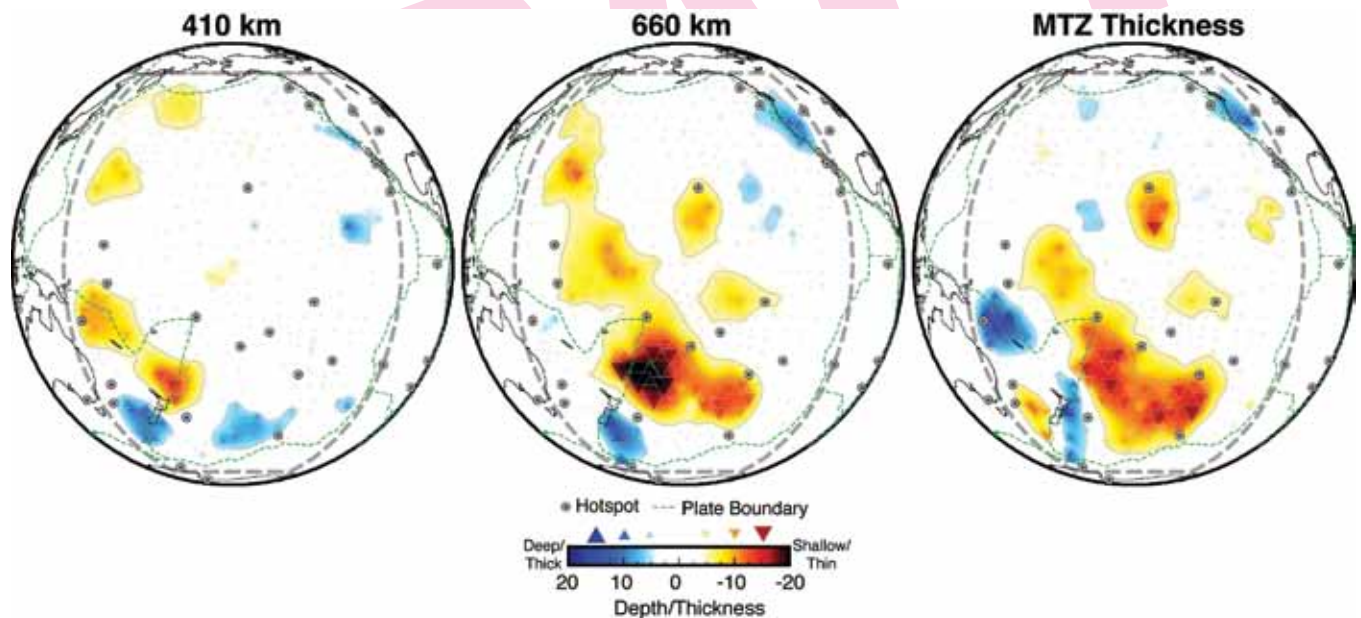 410 km
660 km
MTZ Thickness
Hotspot
Plate Boundary
Deep/
Thick
Shallow/
Thin
20 10 0 -10 -20
Depth/Thickness